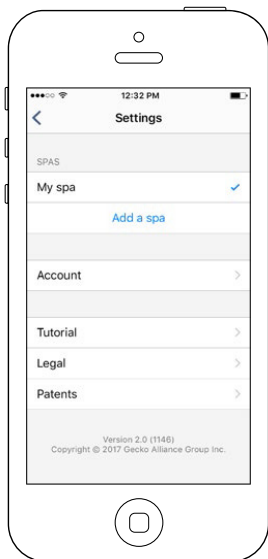 12:32 PM
Settings
SPAS
My spa
Add a spa
Account
Tutorial
Legal
Patents
Version 2.0 (1146)
Copyright © 2017 Gecko Alliance Group Inc.